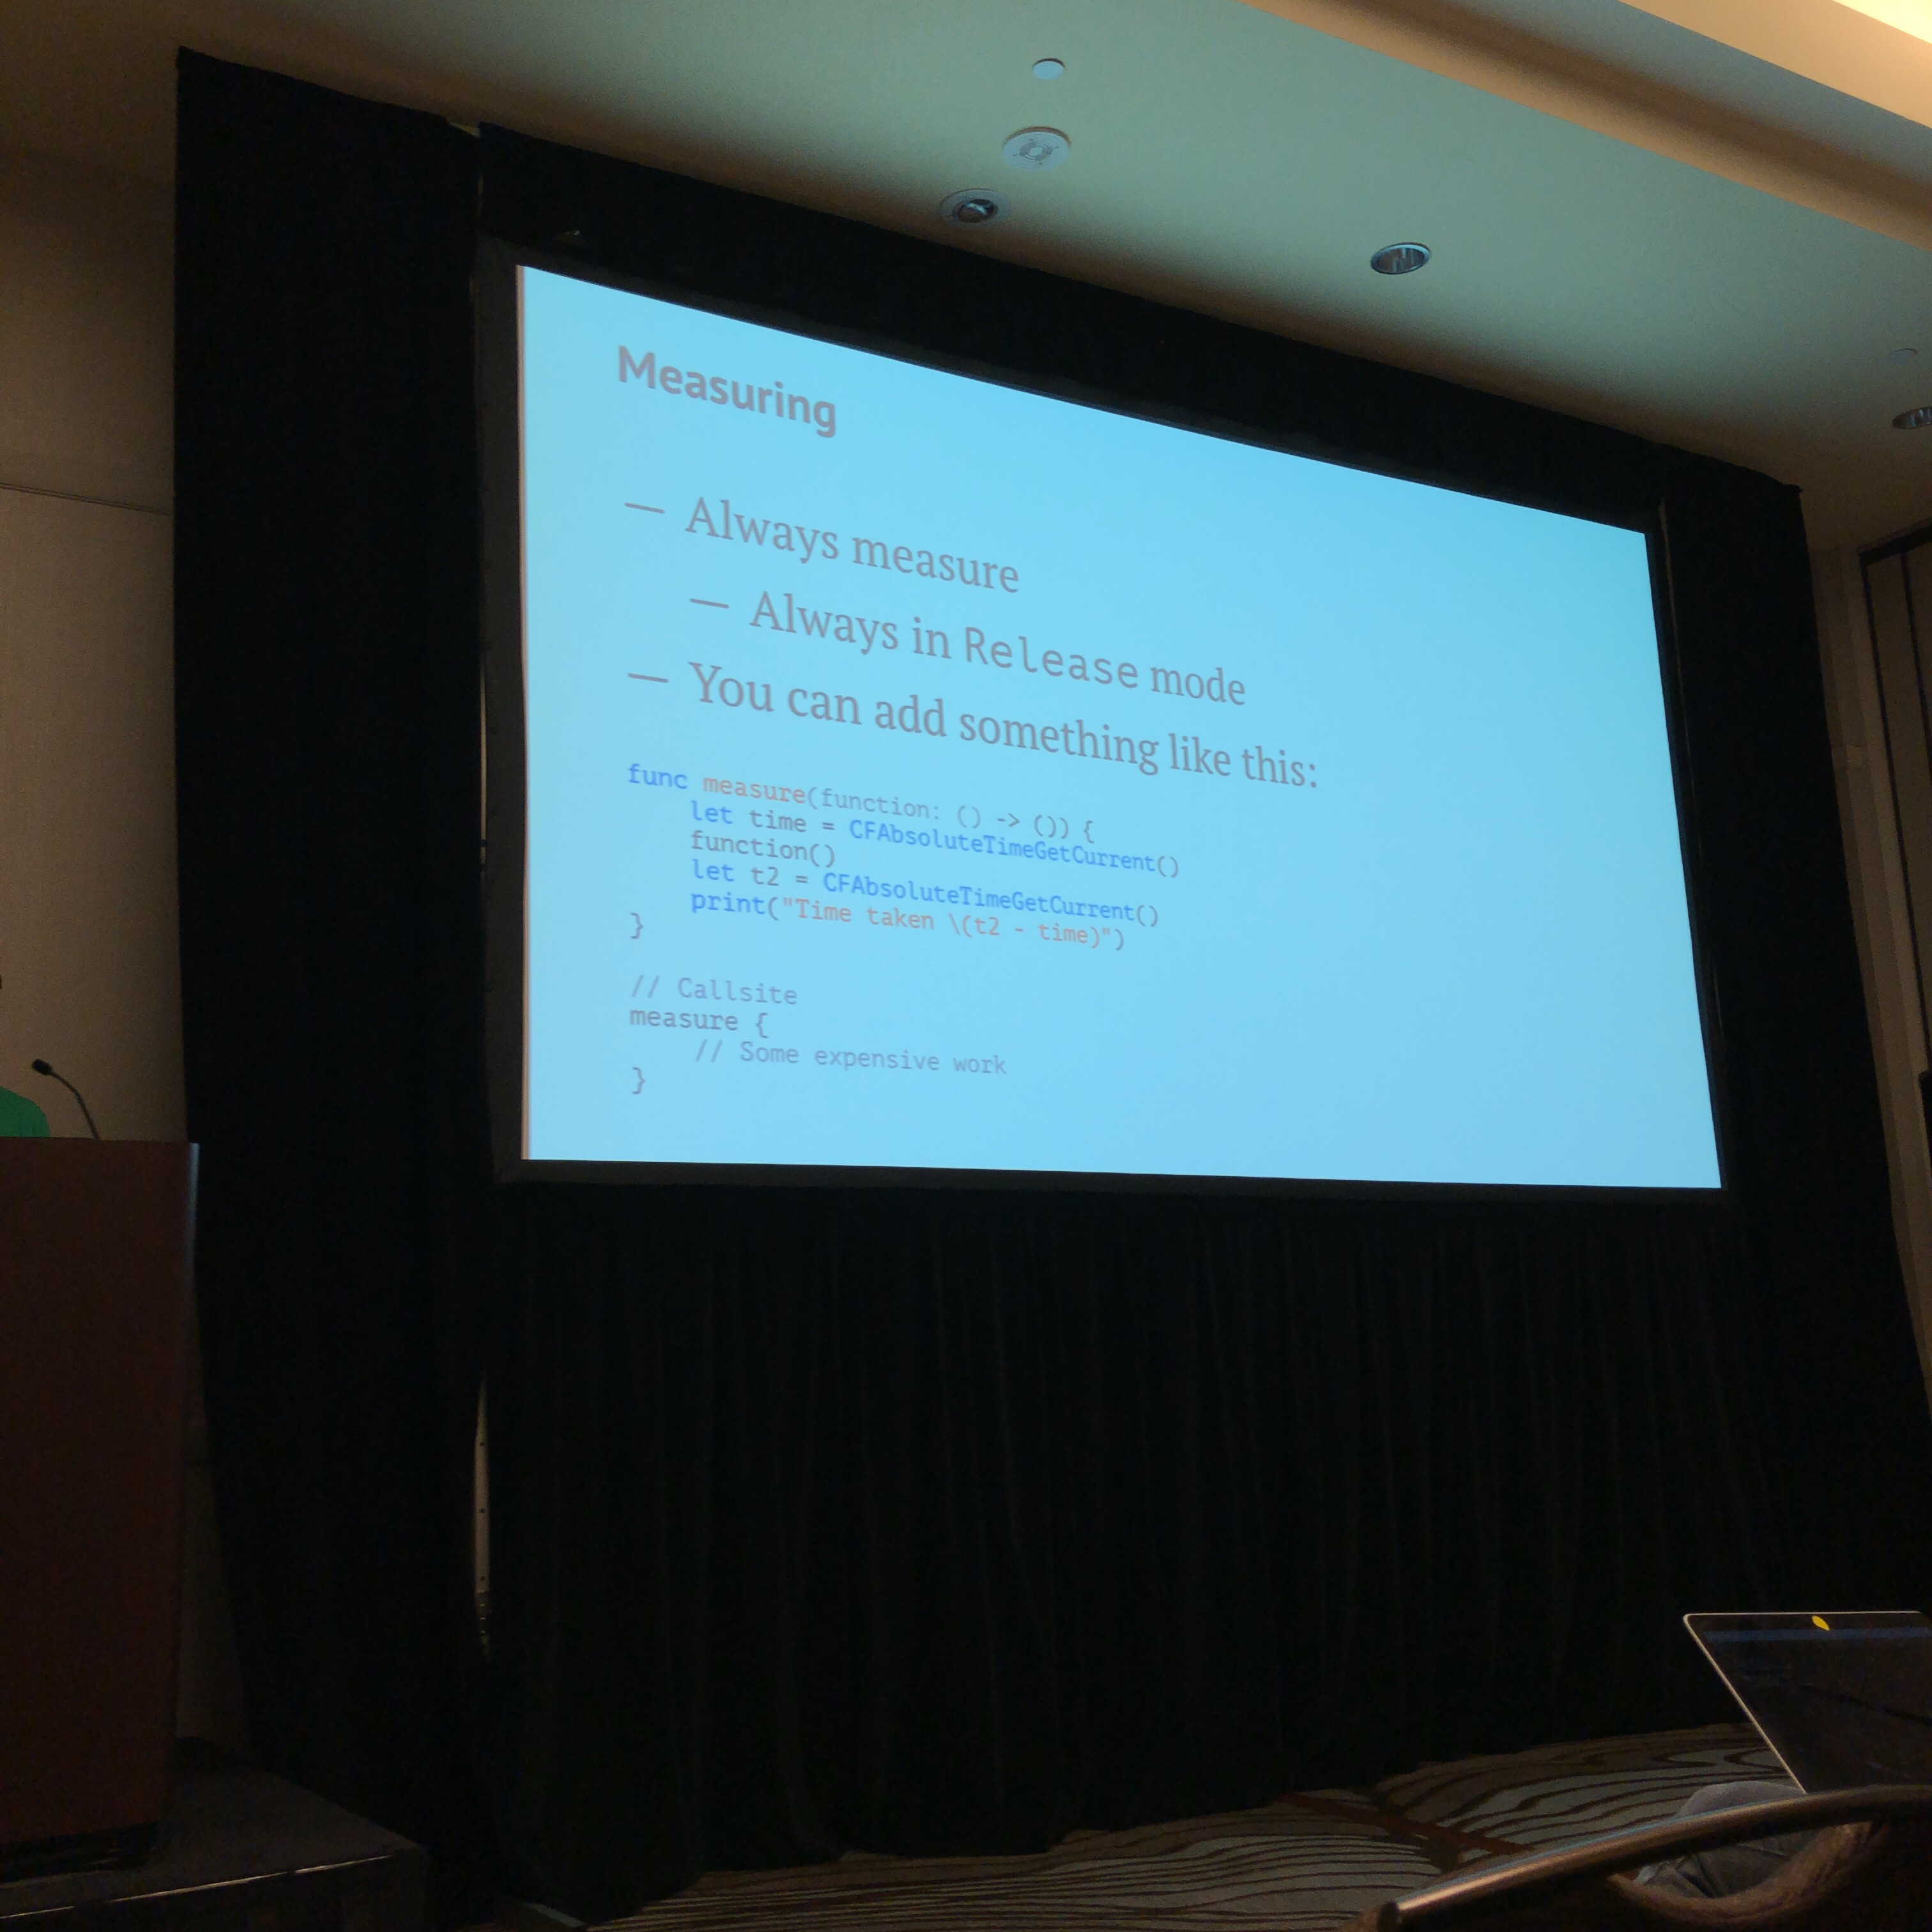 Measuring
— Always measure
— Always in Release mode
— You can add something like this:
func measure(function: () -> ()) {
let time = CFAbsoluteTimeGetCurrent()
function()
let t2 = CFAbsoluteTimeGetCurrent()
print("Time taken \(t2 - time)")
}
// Callsite
measure {
// Some expensive work
}